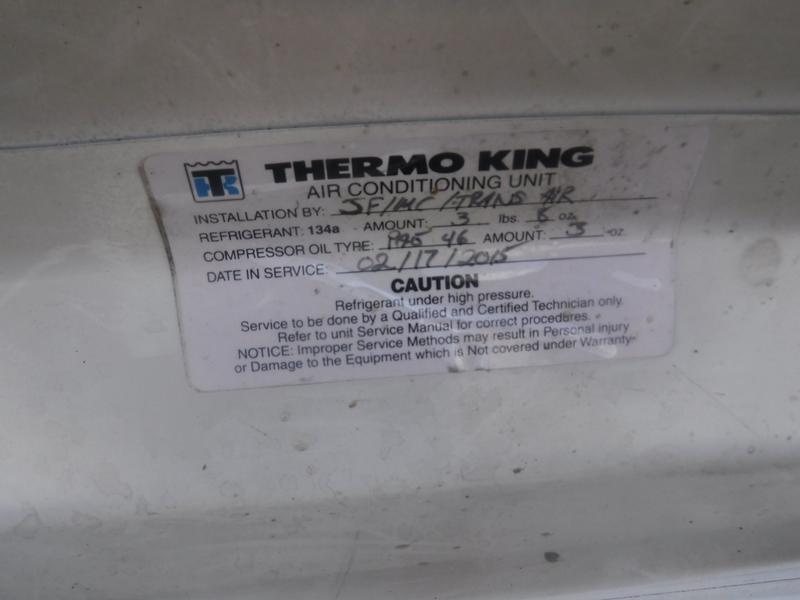 TK THERMO KING
AIR CONDITIONING UNIT
INSTALLATION BY: JF/MC/TRANS AIR
REFRIGERANT: 134a AMOUNT: 3 lbs. 8 oz.
COMPRESSOR OIL TYPE: PAG 46 AMOUNT: 3 oz.
DATE IN SERVICE: 02/17/2015
CAUTION
Refrigerant under high pressure.
Service to be done by a Qualified and Certified Technician only.
Refer to unit Service Manual for correct procedures.
NOTICE: Improper Service Methods may result in Personal injury
or Damage to the Equipment which is Not covered under Warranty.